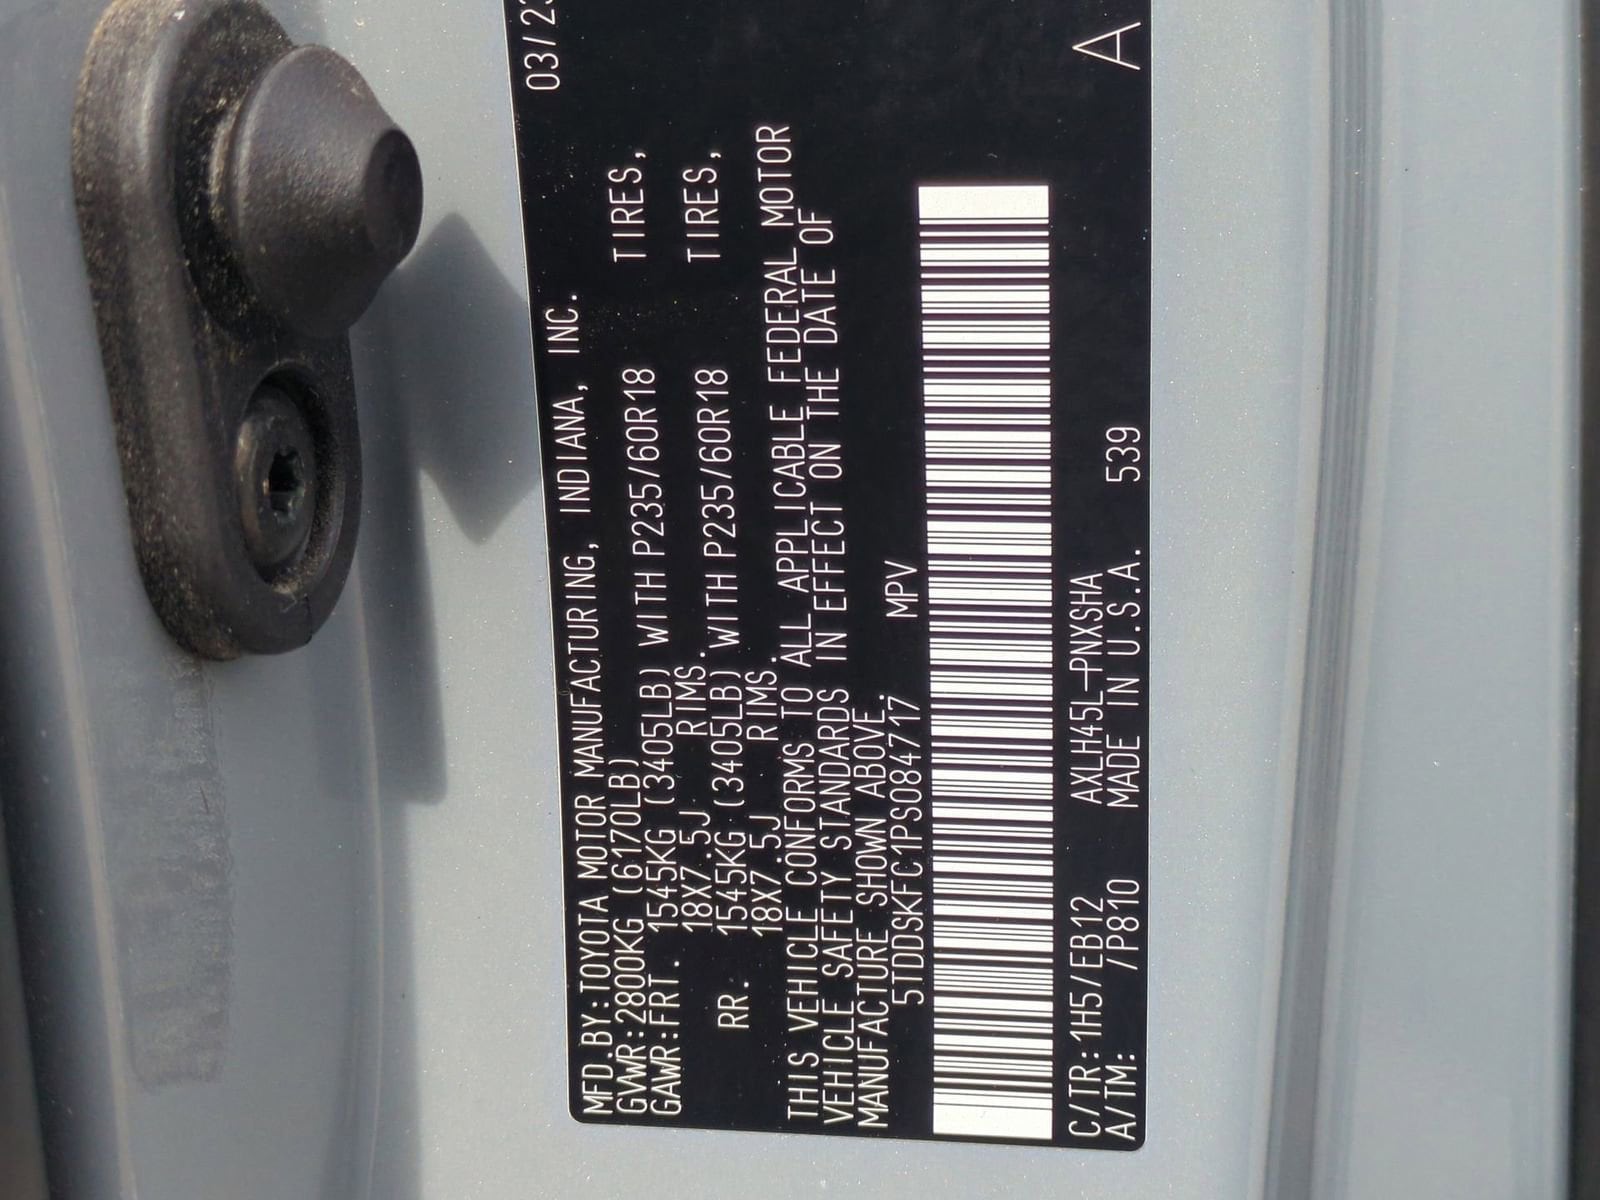 MFD.BY:TOYOTA MOTOR MANUFACTURING, INDIANA, INC. 03/23
GVWR:2800KG (6170LB)
GAWR:FRT. 1545KG (3405LB) WITH P235/60R18 TIRES,
18X7.5J RIMS.
RR. 1545KG (3405LB) WITH P235/60R18 TIRES,
18X7.5J RIMS.
THIS VEHICLE CONFORMS TO ALL APPLICABLE FEDERAL MOTOR
VEHICLE SAFETY STANDARDS IN EFFECT ON THE DATE OF
MANUFACTURE SHOWN ABOVE.
5TDDSKFC1PS084717 MPV
C/TR:1H5/EB12 AXLH45L-PNXSHA A
A/TM: /P810 MADE IN U.S.A. 539